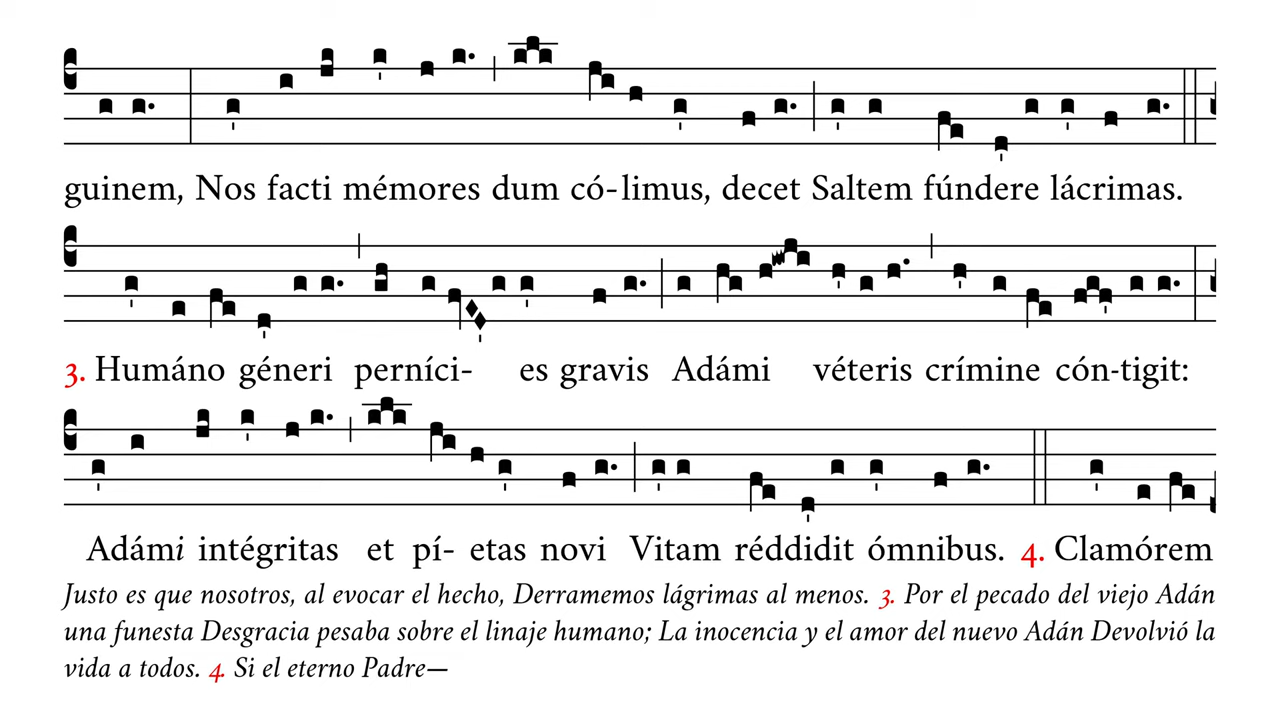 guinem, Nos facti mémores dum có-limus, decet Saltem fúndere lácrimas.
3. Humáno géneri perníci- es gravis Adámi véteris crímine cón-tigit:
Adámi intégritas et pí- etas novi Vitam réddidit ómnibus. 4. Clamórem
Justo es que nosotros, al evocar el hecho, Derramemos lágrimas al menos. 3. Por el pecado del viejo Adán
una funesta Desgracia pesaba sobre el linaje humano; La inocencia y el amor del nuevo Adán Devolvió la
vida a todos. 4. Si el eterno Padre—